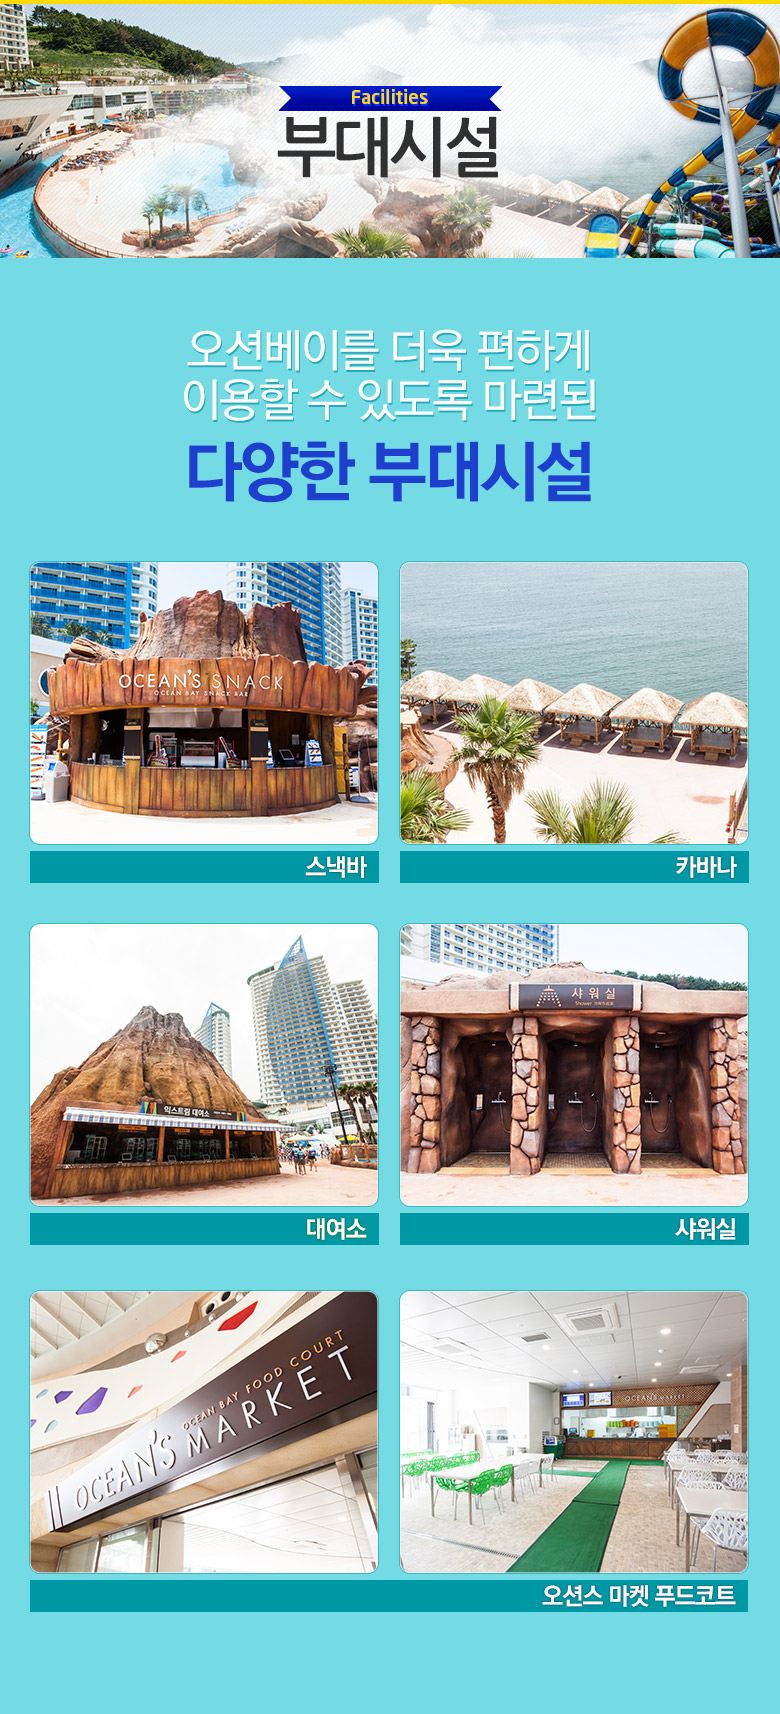 Facilities
부대시설
오션베이를 더욱 편하게
이용할 수 있도록 마련된
다양한 부대시설
OCEAN'S SNACK
OCEAN BAY SNACK BAR
스낵바
카바나
익스트림 대여소
대여소
샤워실
Shower
샤워실
OCEAN BAY FOOD COURT
OCEAN'S MARKET
OCEAN'S MARKET
오션스 마켓 푸드코트